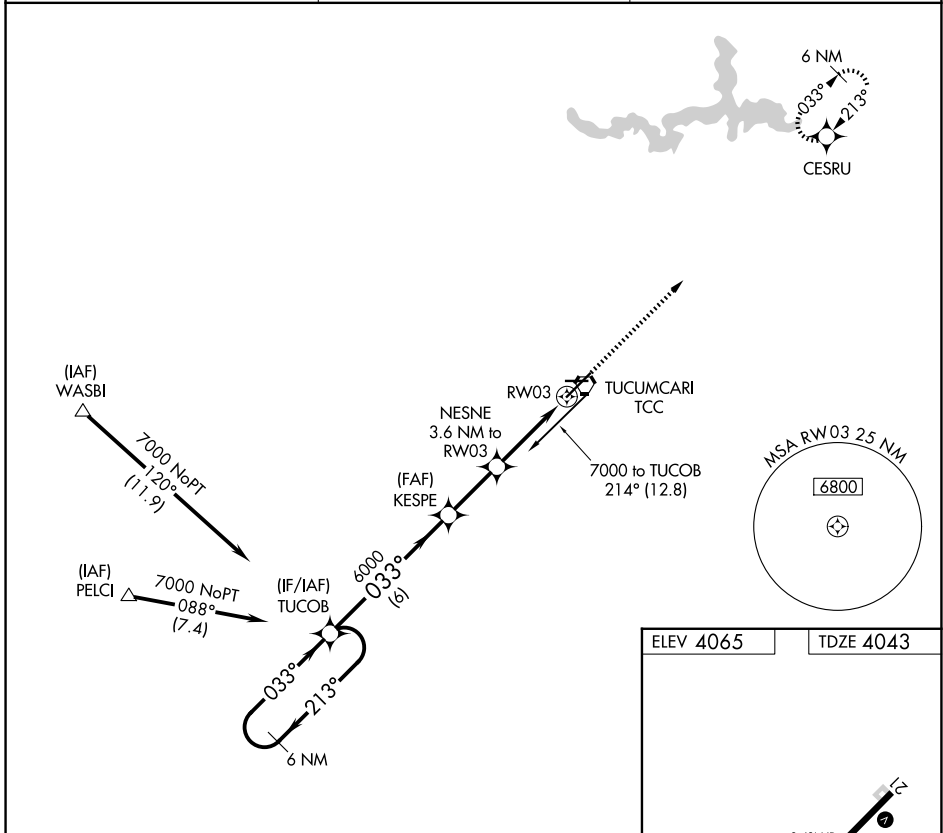 6 NM
033°
213°
CESRU
(IAF)
WASBI
7000 NoPT
120°
(11.9)
RW03
TUCUMCARI
TCC
NESNE
3.6 NM to
RW03
(FAF)
KESPE
7000 to TUCOB
214° (12.8)
MSA RW03 25 NM
6800
(IAF)
PELCI
7000 NoPT
088°
(7.4)
(IF/IAF)
TUCOB
6000
033°
(6)
033°
213°
6 NM
ELEV 4065
TDZE 4043
21
V